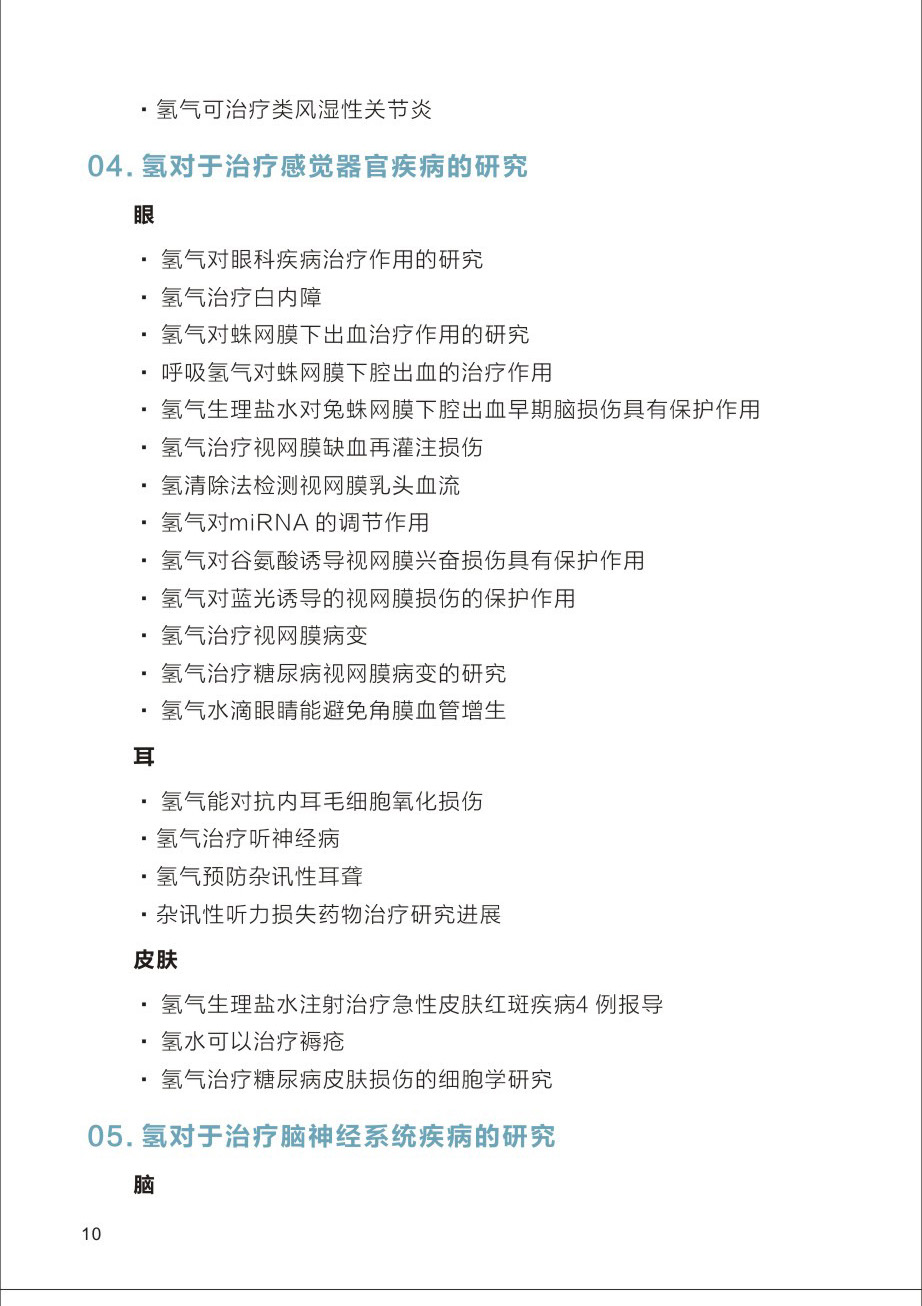 ·氢气可治疗类风湿性关节炎
04. 氢对于治疗感觉器官疾病的研究
眼
· 氢气对眼科疾病治疗作用的研究
· 氢气治疗白内障
· 氢气对蛛网膜下出血治疗作用的研究
· 呼吸氢气对蛛网膜下腔出血的治疗作用
· 氢气生理盐水对兔蛛网膜下腔出血早期脑损伤具有保护作用
· 氢气治疗视网膜缺血再灌注损伤
· 氢清除法检测视网膜乳头血流
· 氢气对miRNA 的调节作用
· 氢气对谷氨酸诱导视网膜兴奋损伤具有保护作用
· 氢气对蓝光诱导的视网膜损伤的保护作用
· 氢气治疗视网膜病变
· 氢气治疗糖尿病视网膜病变的研究
· 氢气水滴眼睛能避免角膜血管增生
耳
· 氢气能对抗内耳毛细胞氧化损伤
·氢气治疗听神经病
·氢气预防杂讯性耳聋
·杂讯性听力损失药物治疗研究进展
皮肤
· 氢气生理盐水注射治疗急性皮肤红斑疾病4 例报导
· 氢水可以治疗褥疮
· 氢气治疗糖尿病皮肤损伤的细胞学研究
05. 氢对于治疗脑神经系统疾病的研究
脑
10